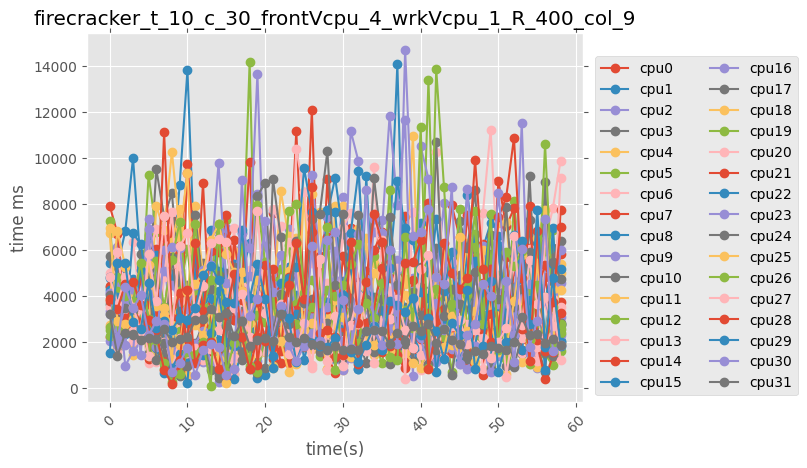 firecracker_t_10_c_30_frontVcpu_4_wrkVcpu_1_R_400_col_9
time ms
14000
12000
10000
8000
6000
4000
2000
0
0
10
20
30
40
50
60
time(s)
cpu0
cpu1
cpu2
cpu3
cpu4
cpu5
cpu6
cpu7
cpu8
cpu9
cpu10
cpu11
cpu12
cpu13
cpu14
cpu15
cpu16
cpu17
cpu18
cpu19
cpu20
cpu21
cpu22
cpu23
cpu24
cpu25
cpu26
cpu27
cpu28
cpu29
cpu30
cpu31